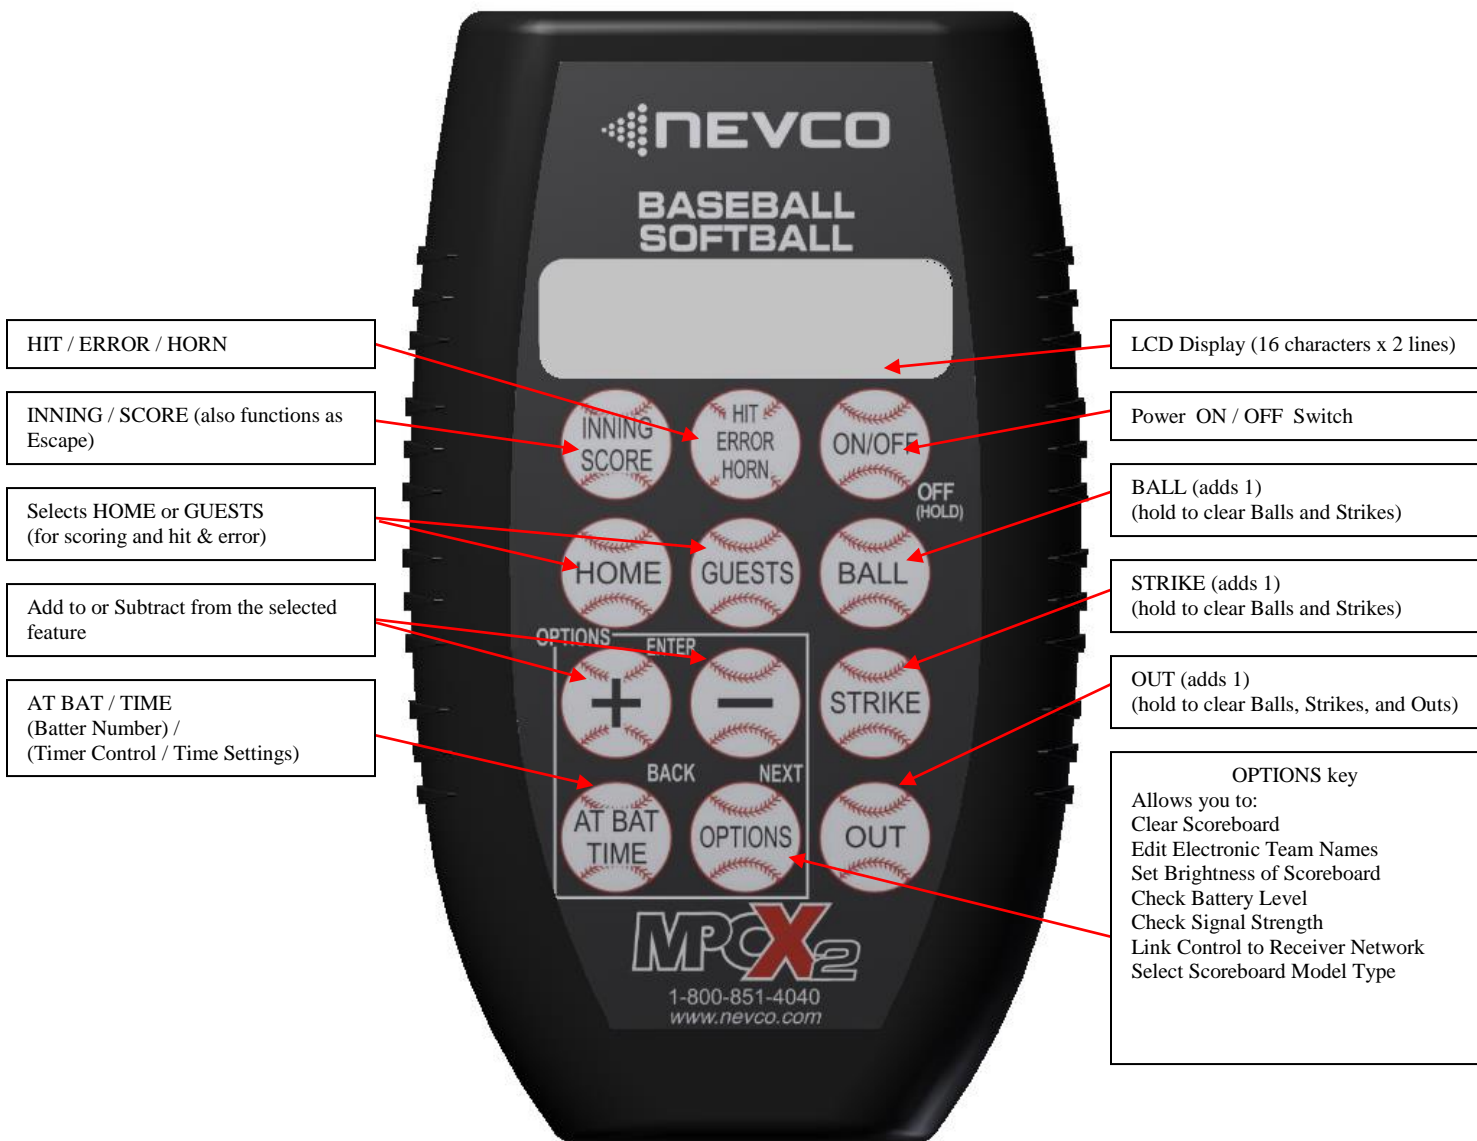 NEVCO
BASEBALL
SOFTBALL
HIT / ERROR / HORN
INNING / SCORE (also functions as
Escape)
Selects HOME or GUESTS
(for scoring and hit & error)
Add to or Subtract from the selected
feature
AT BAT / TIME
(Batter Number) /
(Timer Control / Time Settings)
INNING
SCORE
HIT
ERROR
HORN
ON/OFF
OFF
(HOLD)
HOME
GUESTS
BALL
OPTIONS
ENTER
+
−
STRIKE
BACK
NEXT
AT BAT
TIME
OPTIONS
OUT
MPCX2
1-800-851-4040
www.nevco.com
LCD Display (16 characters x 2 lines)
Power ON / OFF Switch
BALL (adds 1)
(hold to clear Balls and Strikes)
STRIKE (adds 1)
(hold to clear Balls and Strikes)
OUT (adds 1)
(hold to clear Balls, Strikes, and Outs)
OPTIONS key
Allows you to:
Clear Scoreboard
Edit Electronic Team Names
Set Brightness of Scoreboard
Check Battery Level
Check Signal Strength
Link Control to Receiver Network
Select Scoreboard Model Type